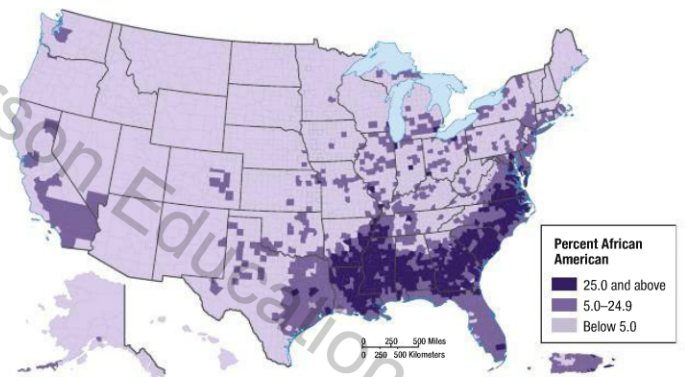 Percent African
American
25.0 and above
5.0–24.9
Below 5.0
0 250 500 Miles
0 250 500 Kilometers
sson Education